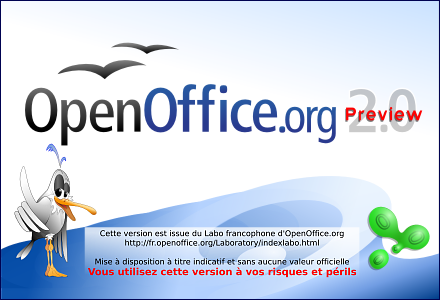 OpenOffice.org 2.0
Preview
Cette version est issue du Labo francophone d'OpenOffice.org
http://fr.openoffice.org/Laboratory/indexlabo.html
Mise à disposition à titre indicatif et sans aucune valeur officielle
Vous utilisez cette version à vos risques et périls